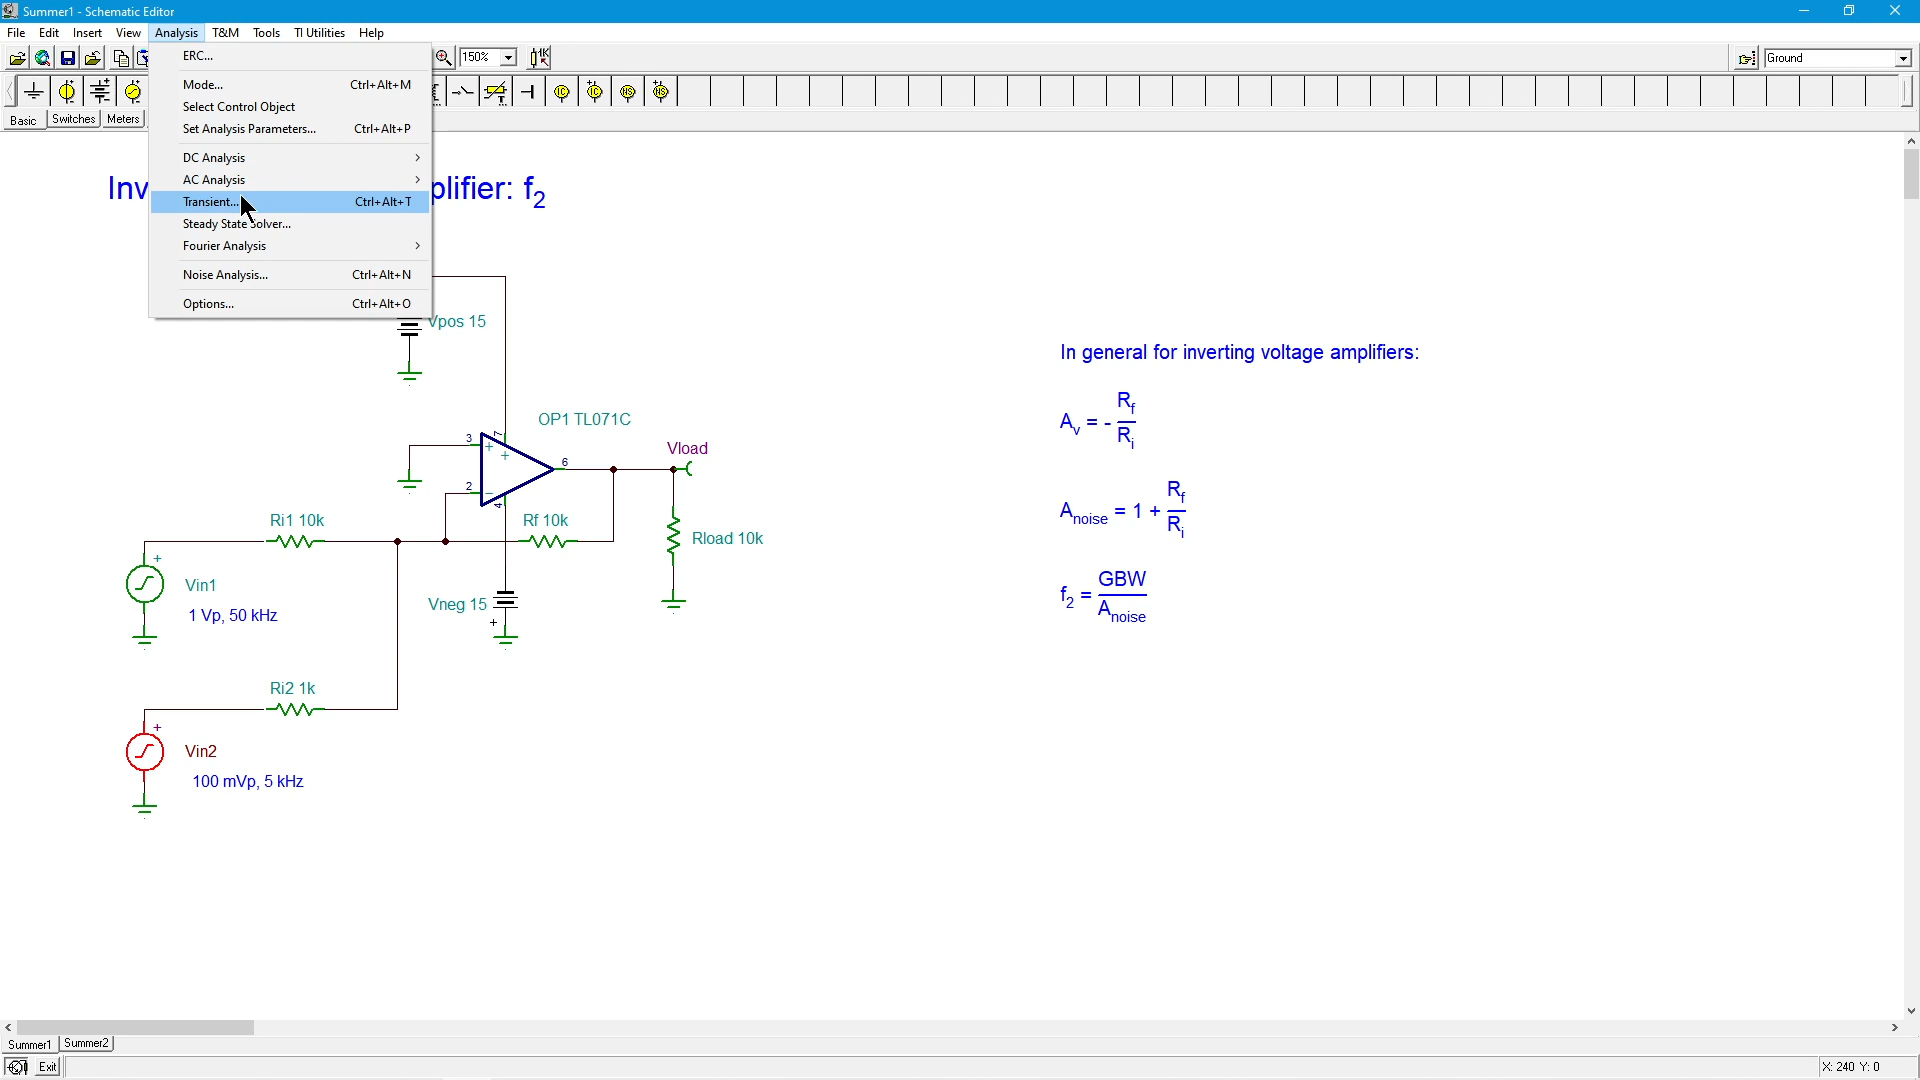 Summer1 - Schematic Editor
File Edit Insert View Analysis T&M Tools TI Utilities Help
150%
Ground
Basic Switches Meters
ERC...
Mode... Ctrl+Alt+M
Select Control Object
Set Analysis Parameters... Ctrl+Alt+P
DC Analysis
AC Analysis
Transient... Ctrl+Alt+T
Steady State Solver...
Fourier Analysis
Noise Analysis... Ctrl+Alt+N
Options... Ctrl+Alt+O
Inv plifier: f2
Vpos 15
In general for inverting voltage amplifiers:
Av = - Rf
Ri
Anoise = 1 + Rf
Ri
f2 = GBW
Anoise
OP1 TL071C
3
7
+
+
6
2
4
Vload
Ri1 10k
Rf 10k
Rload 10k
+
Vin1
1 Vp, 50 kHz
Vneg 15
+
Ri2 1k
+
Vin2
100 mVp, 5 kHz
Summer1 Summer2
Exit
X: 240 Y: 0